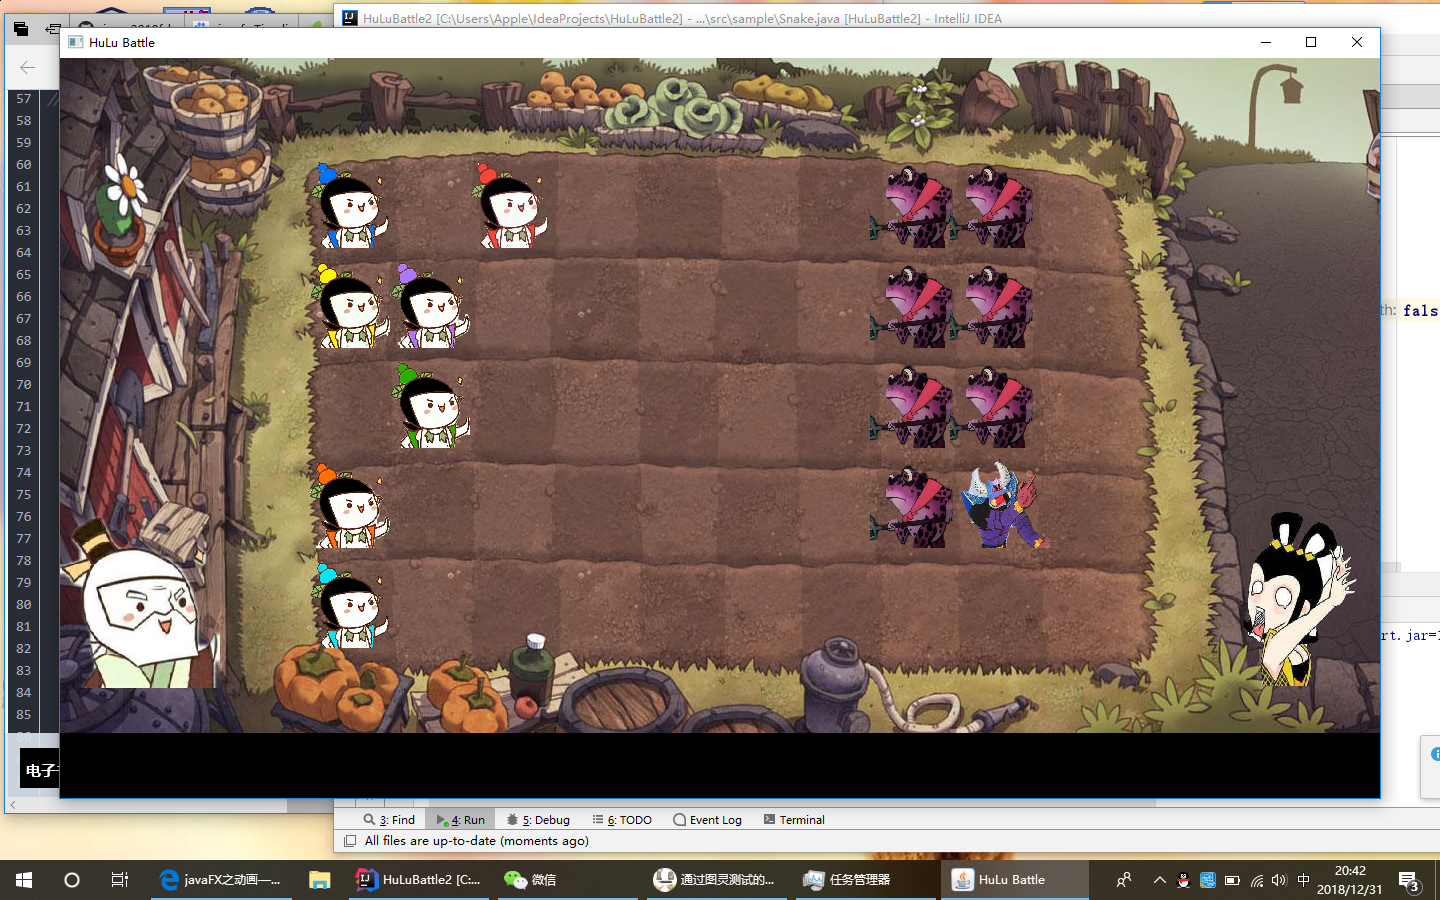 HuLuBattle2 [C:\Users\Apple\IdeaProjects\HuLuBattle2] - ...\src\sample\Snake.java [HuLuBattle2] - IntelliJ IDEA
HuLu Battle
57 //
58
59
60
61
62
63
64
65
66
67
68
69
70
71
72
73
74
75
76
77
78
79
80
81
82
83
84
85
86
th: fals
rt.jar=1
电子
3: Find
4: Run
5: Debug
6: TODO
Event Log
Terminal
All files are up-to-date (moments ago)
javaFX之动画—...
HuLuBattle2 [C:...
微信
通过图灵测试的...
任务管理器
HuLu Battle
中
20:42
2018/12/31
3